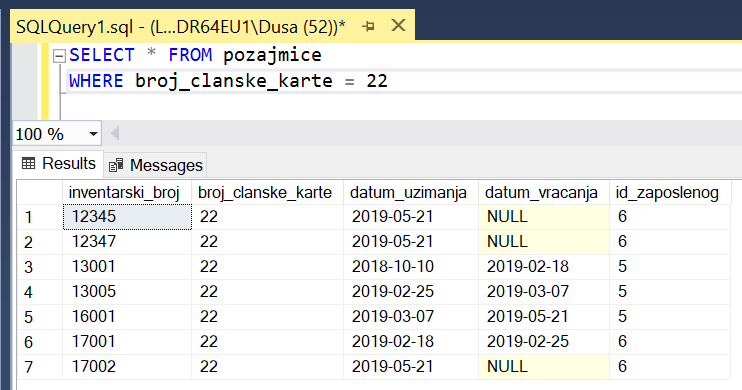 SQLQuery1.sql - (L...DR64EU1\Dusa (52))*
SELECT * FROM pozajmice
WHERE broj_clanske_karte = 22
100 %
Results Messages
inventarski_broj broj_clanske_karte datum_uzimanja datum_vracanja id_zaposlenog
1 12345 22 2019-05-21 NULL 6
2 12347 22 2019-05-21 NULL 6
3 13001 22 2018-10-10 2019-02-18 5
4 13005 22 2019-02-25 2019-03-07 5
5 16001 22 2019-03-07 2019-05-21 5
6 17001 22 2019-02-18 2019-02-25 6
7 17002 22 2019-05-21 NULL 6